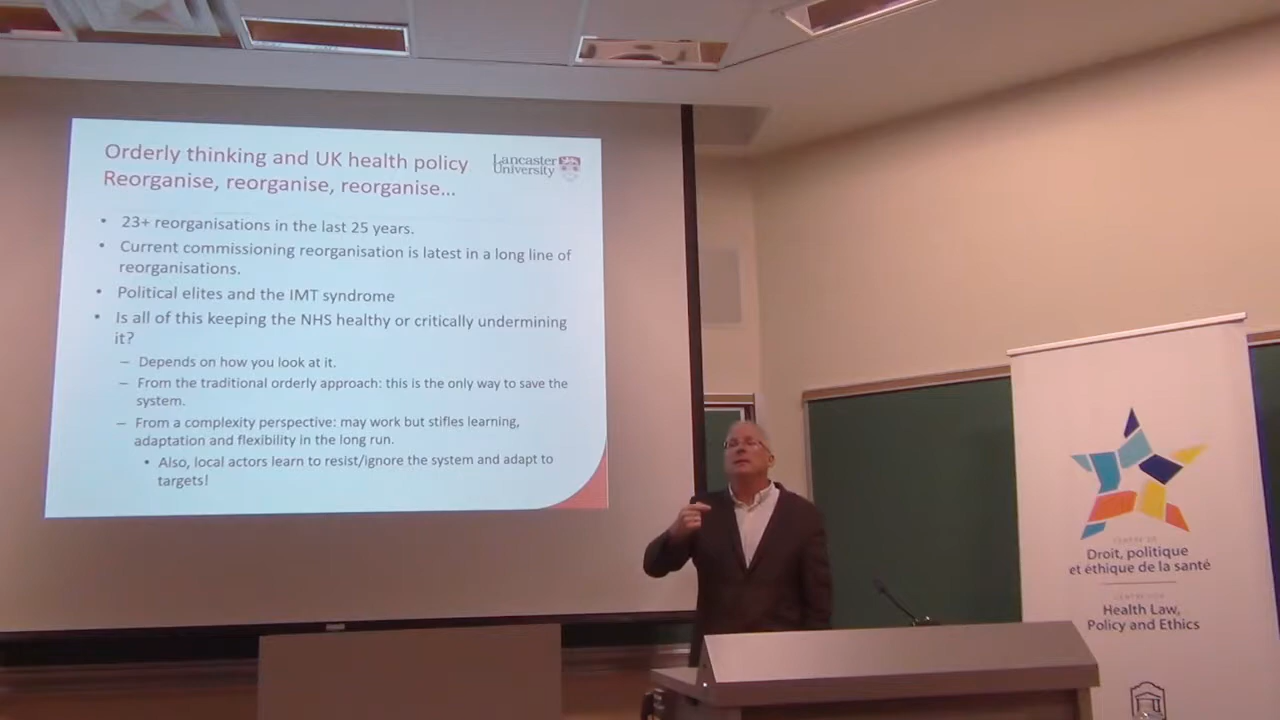 Orderly thinking and UK health policy
Reorganise, reorganise, reorganise...
Lancaster
University
• 23+ reorganisations in the last 25 years.
• Current commissioning reorganisation is latest in a long line of
reorganisations.
• Political elites and the IMT syndrome
• Is all of this keeping the NHS healthy or critically undermining
it?
– Depends on how you look at it.
– From the traditional orderly approach: this is the only way to save the
system.
– From a complexity perspective: may work but stifles learning,
adaptation and flexibility in the long run.
• Also, local actors learn to resist/ignore the system and adapt to
targets!
CENTRE DE
Droit, politique
et éthique de la santé
CENTRE FOR
Health Law,
Policy and Ethics